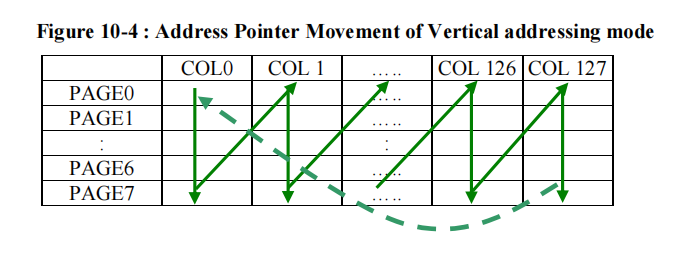 Figure 10-4 : Address Pointer Movement of Vertical addressing mode
COL0 COL 1 ….. COL 126 COL 127
PAGE0 …..
PAGE1 …..
: :
PAGE6 …..
PAGE7 …..